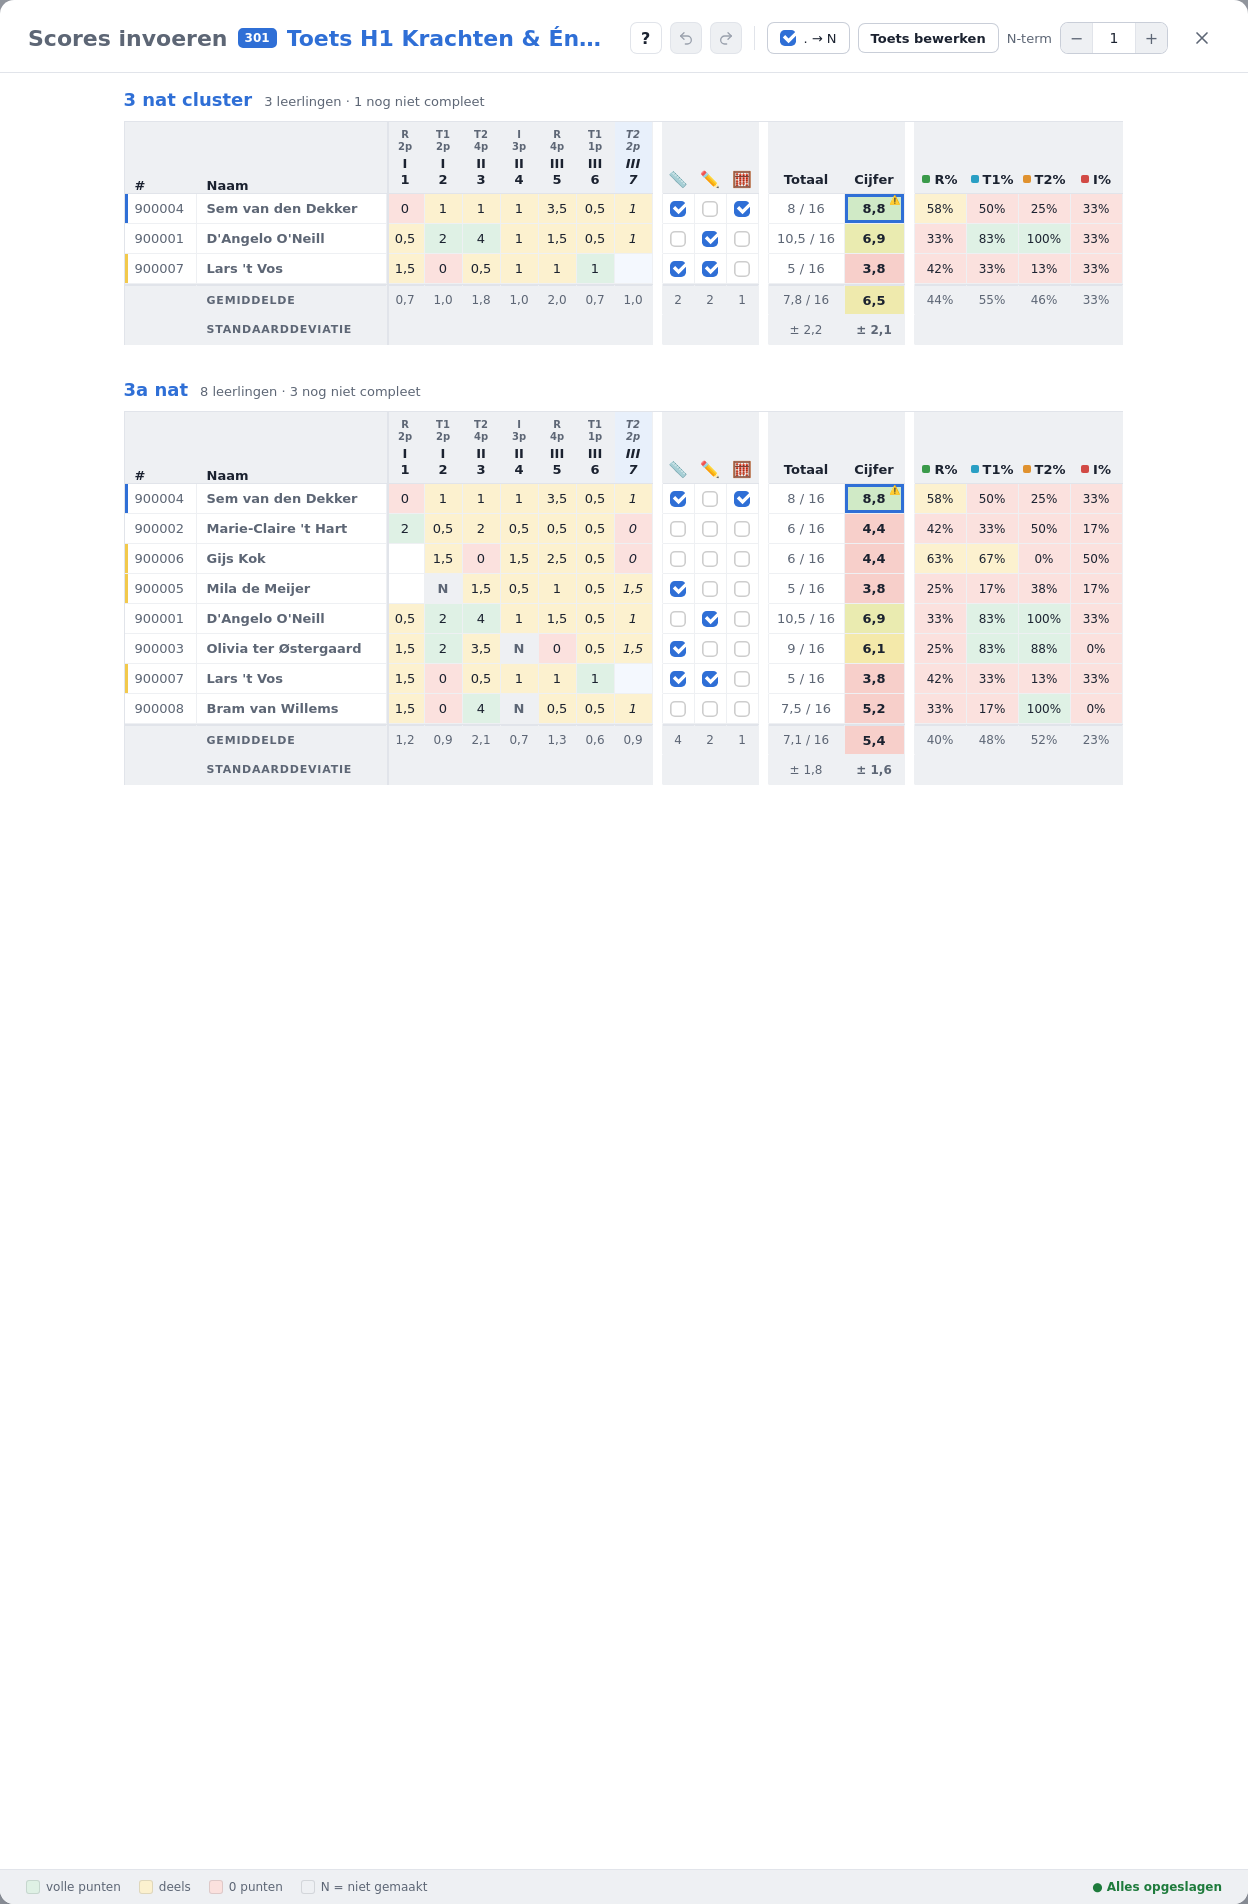 Scores invoeren 301 Toets H1 Krachten & Én... ? . → N Toets bewerken N-term − 1 +
3 nat cluster 3 leerlingen · 1 nog niet compleet
R T1 T2 I R T1 T2
2p 2p 4p 3p 4p 1p 2p
I I II II III III III
# Naam 1 2 3 4 5 6 7 Totaal Cijfer R% T1% T2% I%
900004 Sem van den Dekker 0 1 1 1 3,5 0,5 1 8 / 16 8,8 58% 50% 25% 33%
900001 D'Angelo O'Neill 0,5 2 4 1 1,5 0,5 1 10,5 / 16 6,9 33% 83% 100% 33%
900007 Lars 't Vos 1,5 0 0,5 1 1 1 5 / 16 3,8 42% 33% 13% 33%
GEMIDDELDE 0,7 1,0 1,8 1,0 2,0 0,7 1,0 2 2 1 7,8 / 16 6,5 44% 55% 46% 33%
STANDAARDDEVIATIE ± 2,2 ± 2,1
3a nat 8 leerlingen · 3 nog niet compleet
R T1 T2 I R T1 T2
2p 2p 4p 3p 4p 1p 2p
I I II II III III III
# Naam 1 2 3 4 5 6 7 Totaal Cijfer R% T1% T2% I%
900004 Sem van den Dekker 0 1 1 1 3,5 0,5 1 8 / 16 8,8 58% 50% 25% 33%
900002 Marie-Claire 't Hart 2 0,5 2 0,5 0,5 0,5 0 6 / 16 4,4 42% 33% 50% 17%
900006 Gijs Kok 1,5 0 1,5 2,5 0,5 0 6 / 16 4,4 63% 67% 0% 50%
900005 Mila de Meijer N 1,5 0,5 1 0,5 1,5 5 / 16 3,8 25% 17% 38% 17%
900001 D'Angelo O'Neill 0,5 2 4 1 1,5 0,5 1 10,5 / 16 6,9 33% 83% 100% 33%
900003 Olivia ter Østergaard 1,5 2 3,5 N 0 0,5 1,5 9 / 16 6,1 25% 83% 88% 0%
900007 Lars 't Vos 1,5 0 0,5 1 1 1 5 / 16 3,8 42% 33% 13% 33%
900008 Bram van Willems 1,5 0 4 N 0,5 0,5 1 7,5 / 16 5,2 33% 17% 100% 0%
GEMIDDELDE 1,2 0,9 2,1 0,7 1,3 0,6 0,9 4 2 1 7,1 / 16 5,4 40% 48% 52% 23%
STANDAARDDEVIATIE ± 1,8 ± 1,6
volle punten deels 0 punten N = niet gemaakt Alles opgeslagen